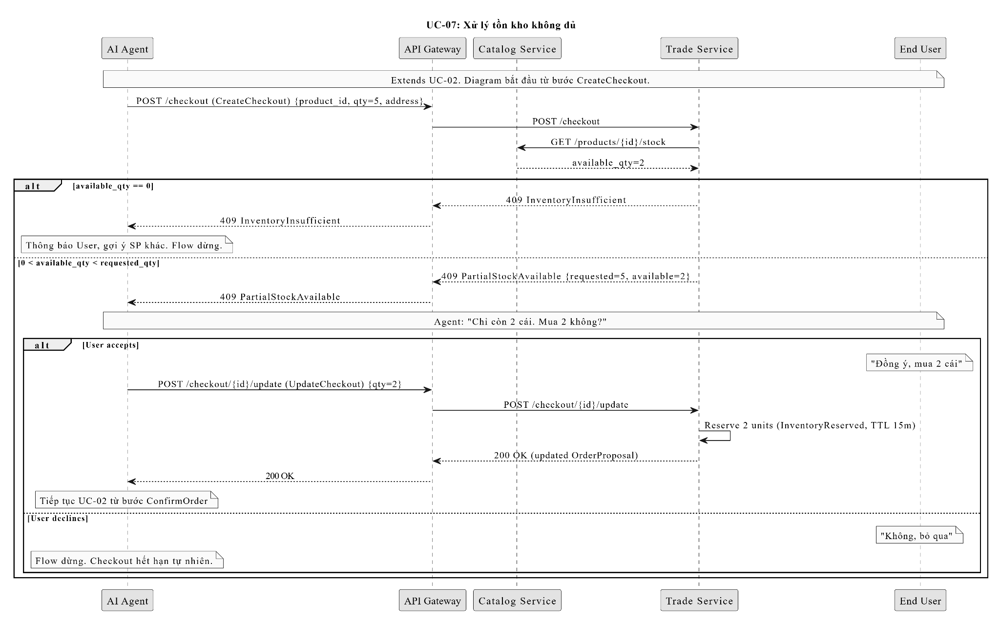 UC-07: Xử lý tồn kho không đủ
AI Agent
API Gateway
Catalog Service
Trade Service
End User
Extends UC-02. Diagram bắt đầu từ bước CreateCheckout.
POST /checkout (CreateCheckout) {product_id, qty=5, address}
POST /checkout
GET /products/{id}/stock
available_qty=2
alt
[available_qty == 0]
409 InventoryInsufficient
409 InventoryInsufficient
Thông báo User, gợi ý SP khác. Flow dừng.
[0 < available_qty < requested_qty]
409 PartialStockAvailable {requested=5, available=2}
409 PartialStockAvailable
Agent: "Chỉ còn 2 cái. Mua 2 không?"
alt
[User accepts]
"Đồng ý, mua 2 cái"
POST /checkout/{id}/update (UpdateCheckout) {qty=2}
POST /checkout/{id}/update
Reserve 2 units (InventoryReserved, TTL 15m)
200 OK (updated OrderProposal)
200 OK
Tiếp tục UC-02 từ bước ConfirmOrder
[User declines]
"Không, bỏ qua"
Flow dừng. Checkout hết hạn tự nhiên.
AI Agent
API Gateway
Catalog Service
Trade Service
End User